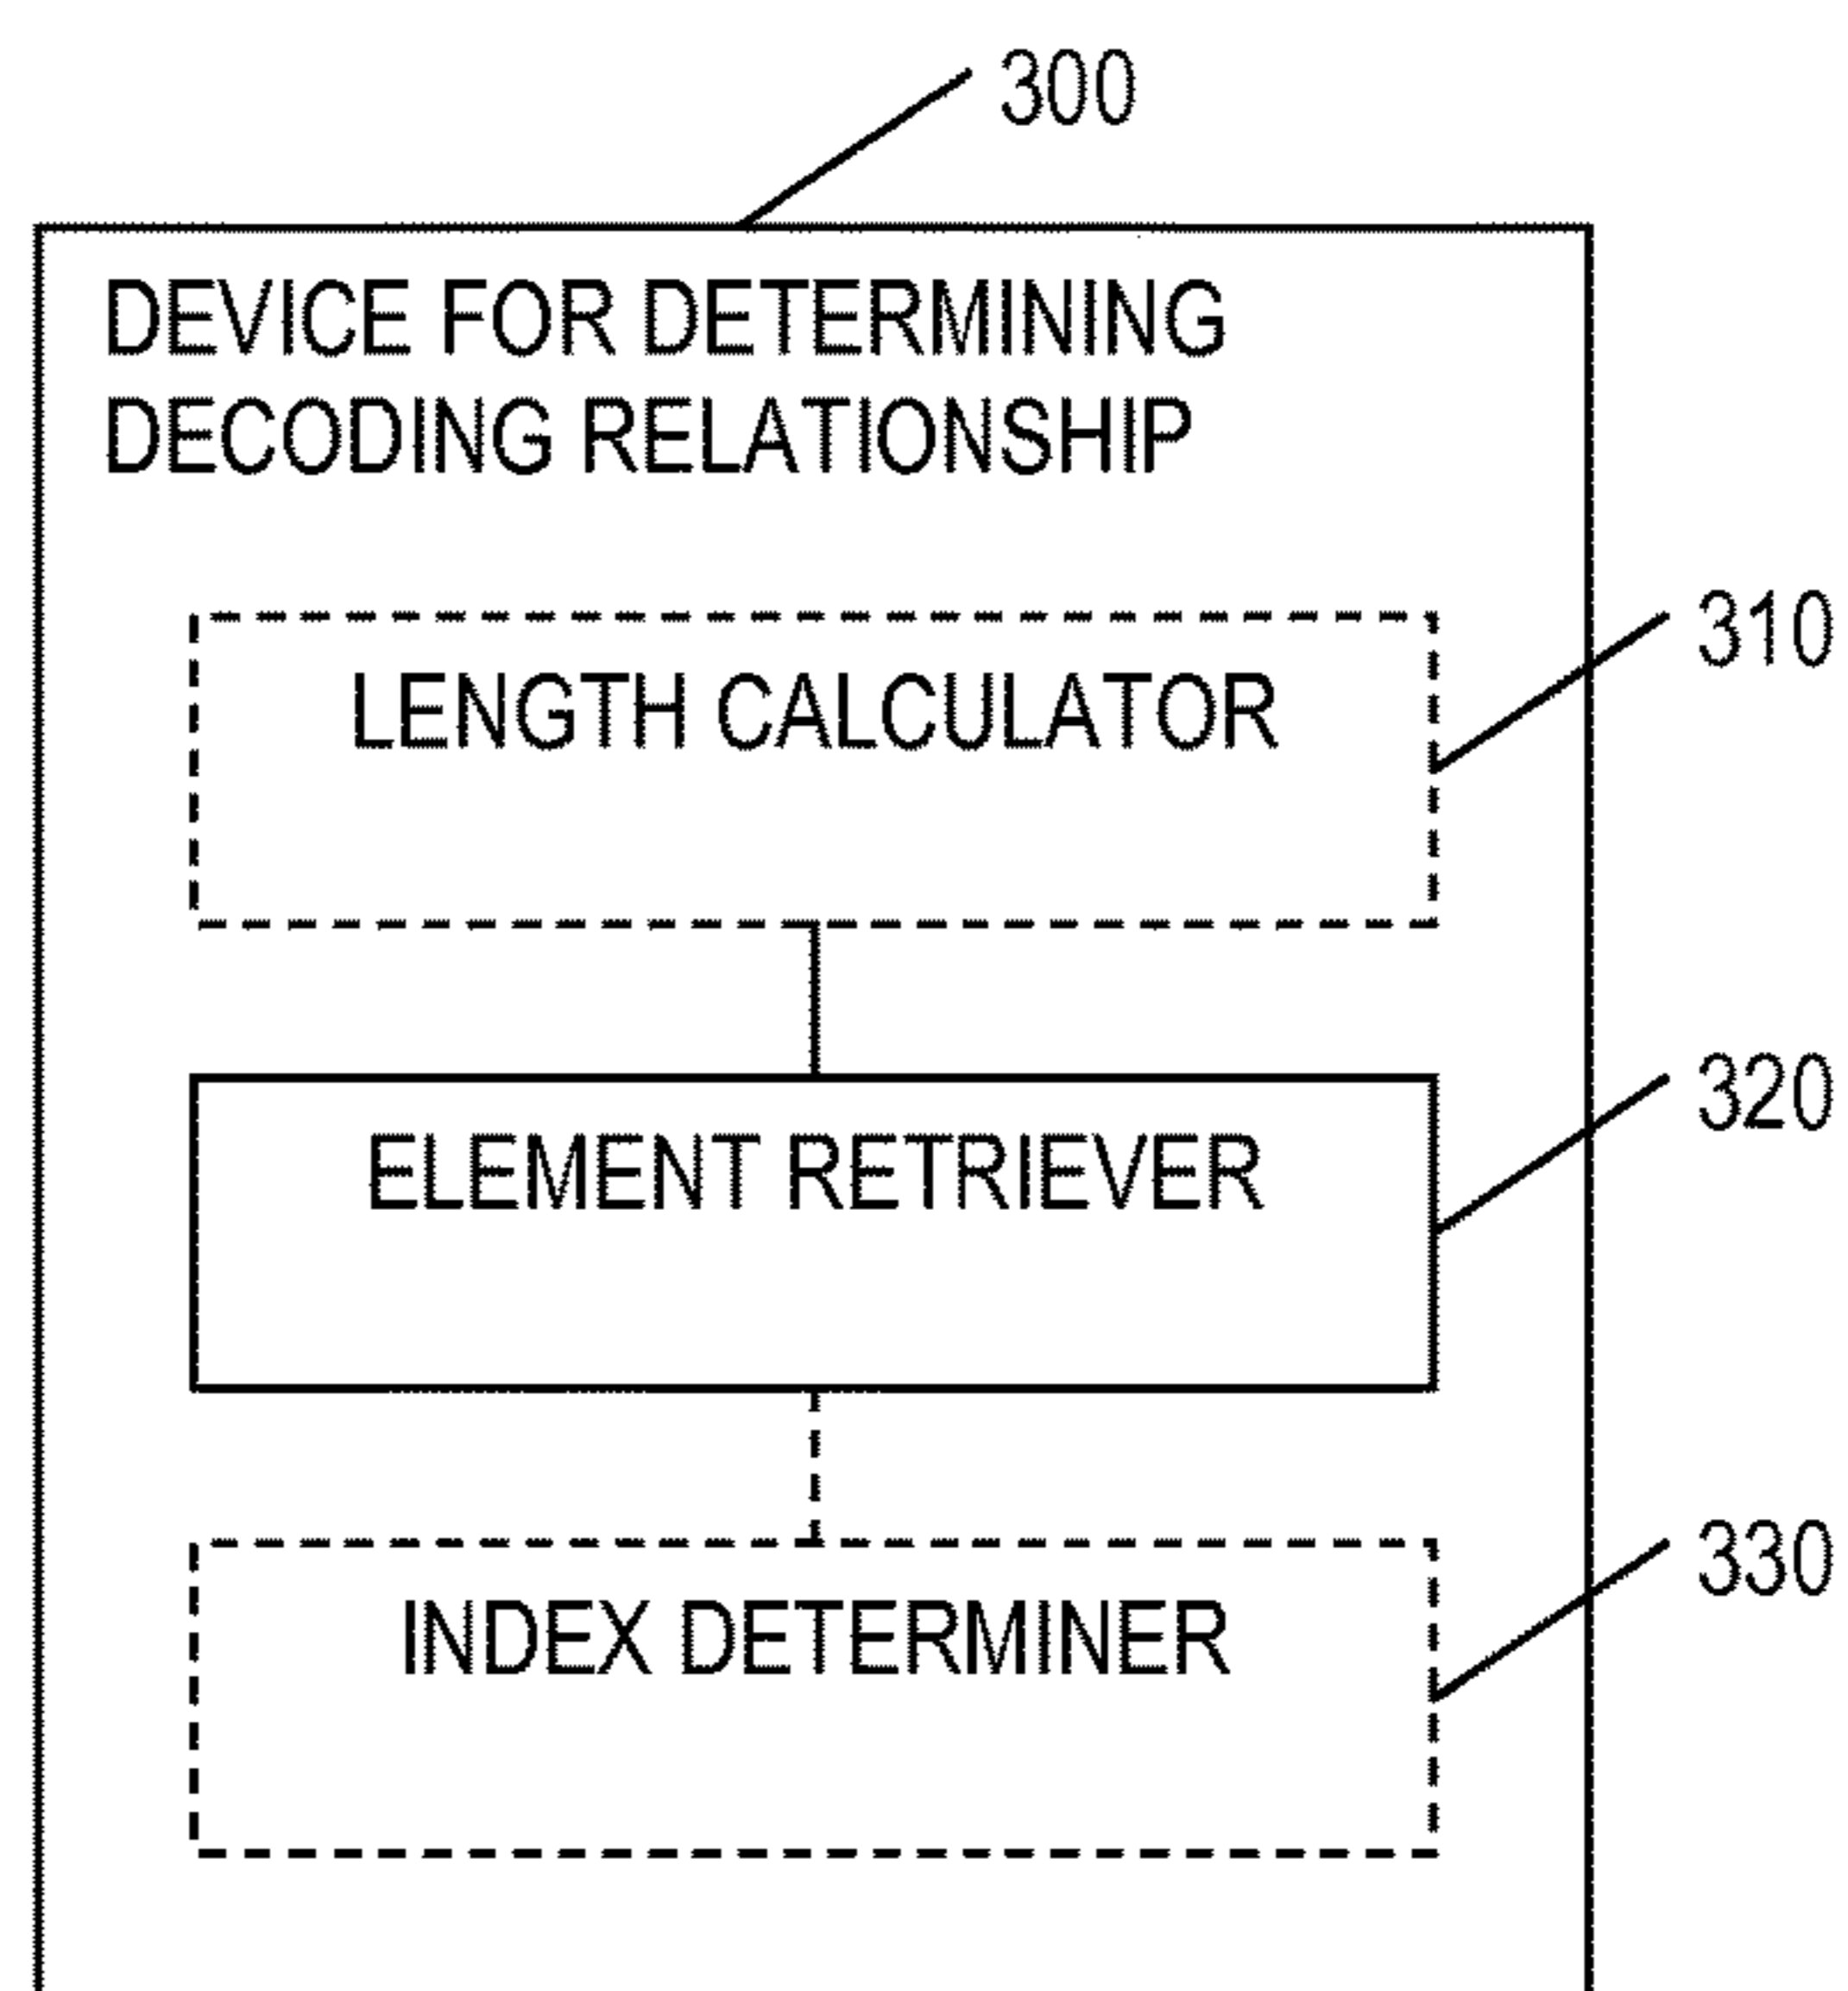 300
DEVICE FOR DETERMINING
DECODING RELATIONSHIP
310
LENGTH CALCULATOR
320
ELEMENT RETRIEVER
330
INDEX DETERMINER